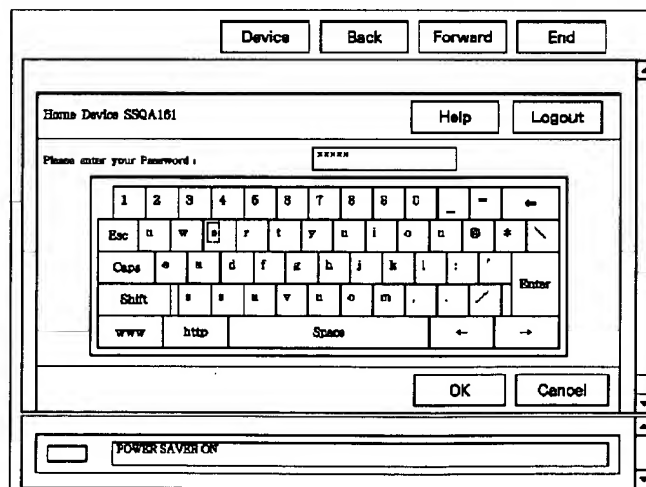 Device Back Forward End
Home Device SSQA161 Help Logout
Please enter your Password : *****
1 2 3 4 5 6 7 8 9 0 _ = ←
Esc u w e r t y u i o n @ * \
Caps e a d f g h j k l : ' Enter
Shift s s a v n o m , . /
www http Space ← →
OK Cancel
POWER SAVER ON